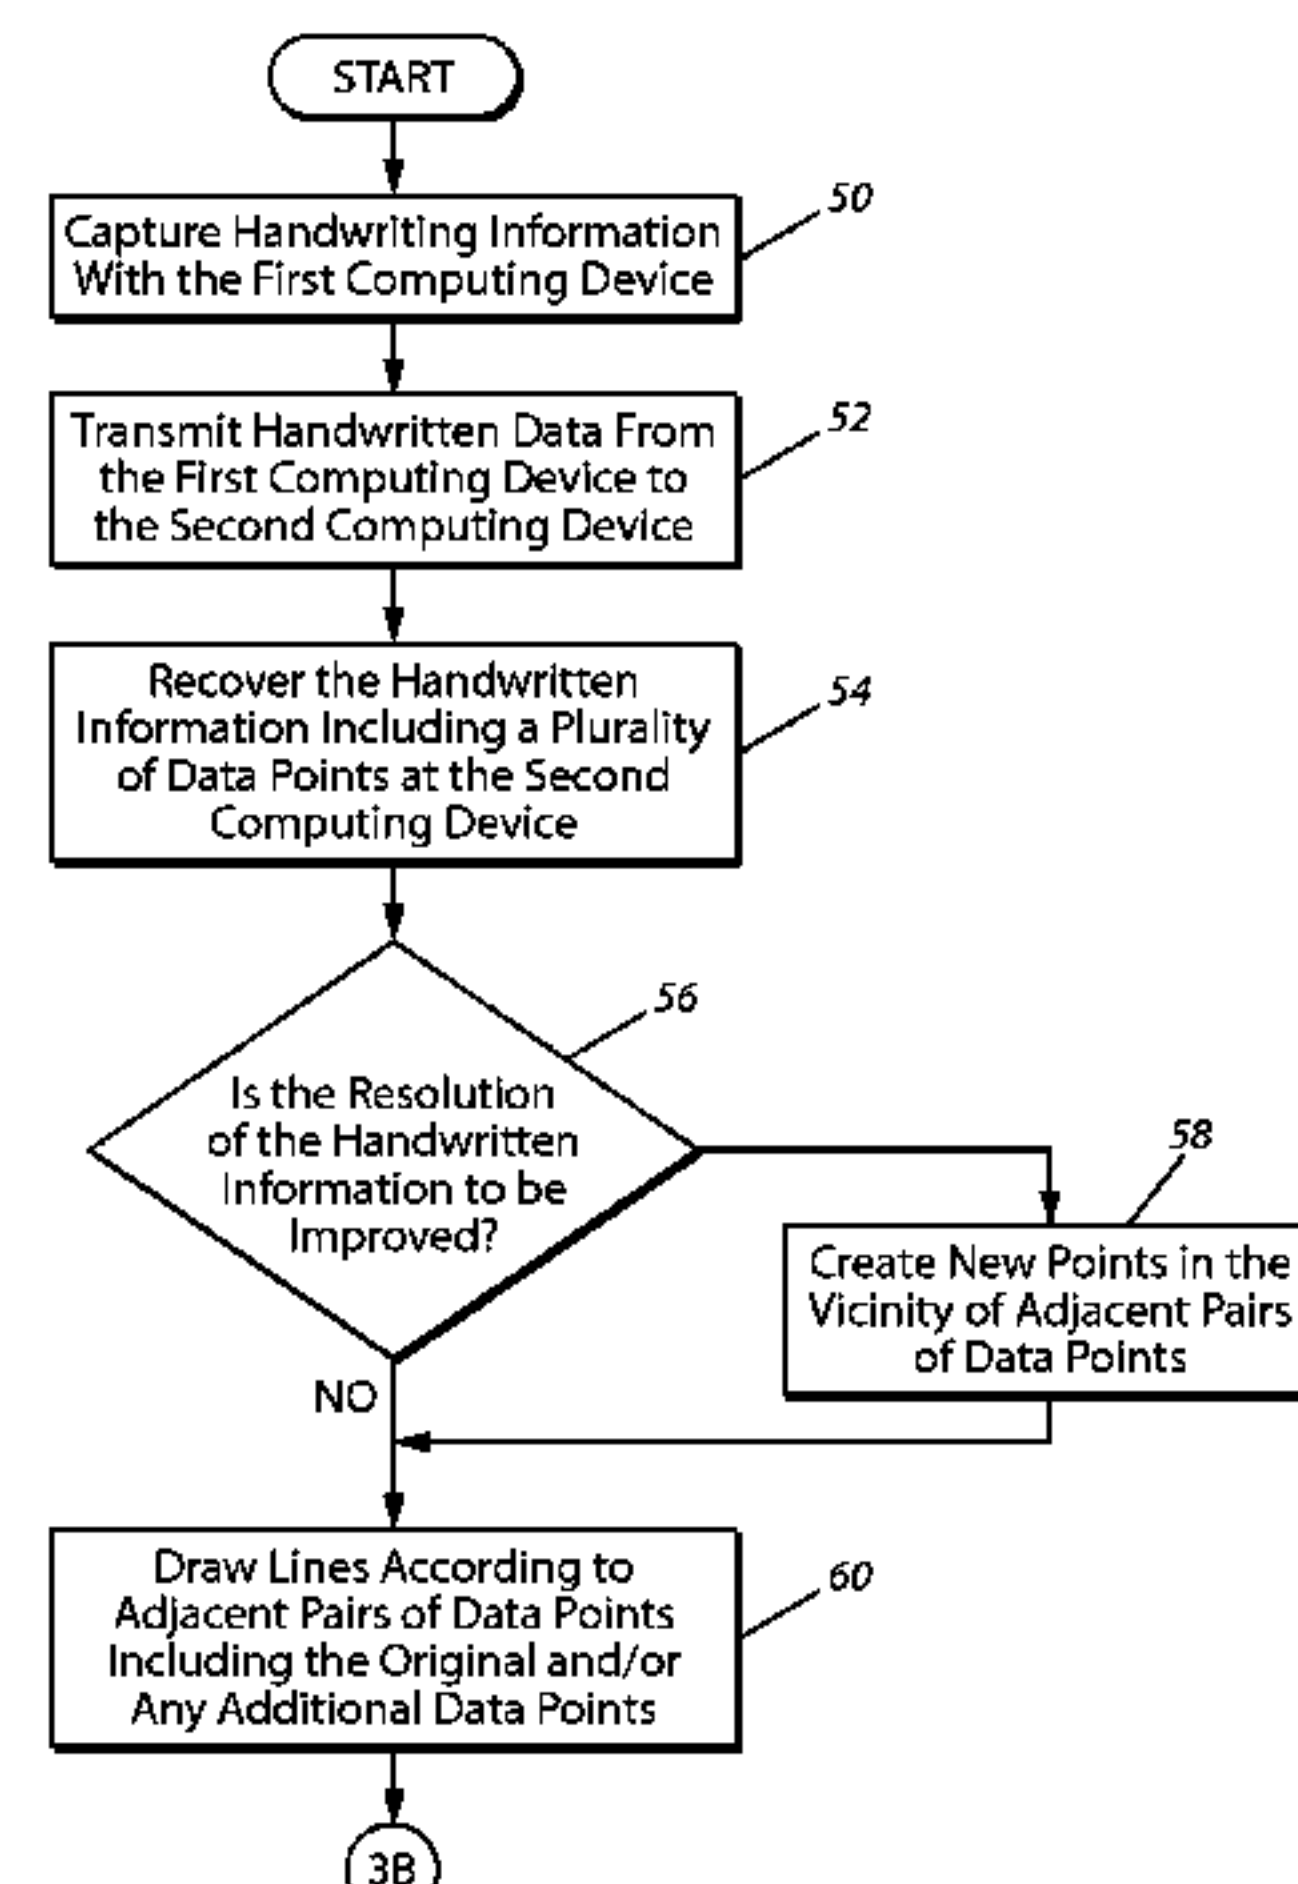 START
50
Capture Handwriting Information
With the First Computing Device
52
Transmit Handwritten Data From
the First Computing Device to
the Second Computing Device
54
Recover the Handwritten
Information Including a Plurality
of Data Points at the Second
Computing Device
56
Is the Resolution
of the Handwritten
Information to be
Improved?
58
Create New Points in the
Vicinity of Adjacent Pairs
of Data Points
NO
60
Draw Lines According to
Adjacent Pairs of Data Points
Including the Original and/or
Any Additional Data Points
3B